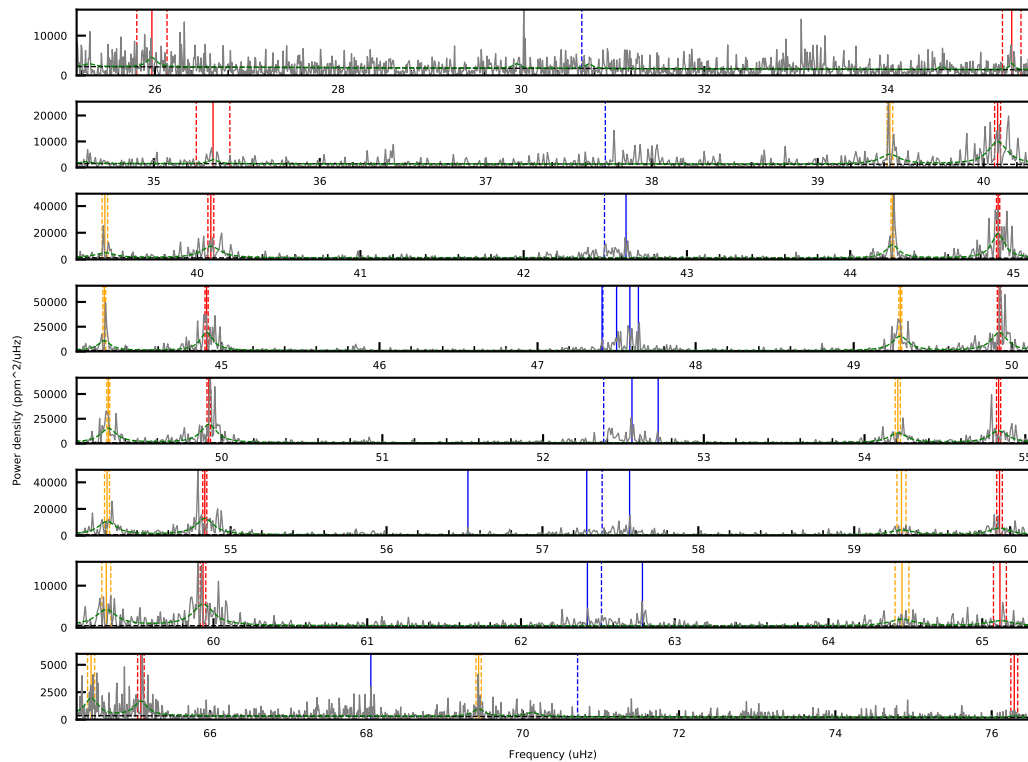 10000
0
26 28 30 32 34
20000
10000
0
35 36 37 38 39 40
40000
20000
0
40 41 42 43 44 45
50000
25000
0
45 46 47 48 49 50
50000
25000
0
50 51 52 53 54 55
40000
20000
0
55 56 57 58 59 60
10000
0
60 61 62 63 64 65
5000
2500
0
66 68 70 72 74 76
Power density (ppm^2/uHz)
Frequency (uHz)